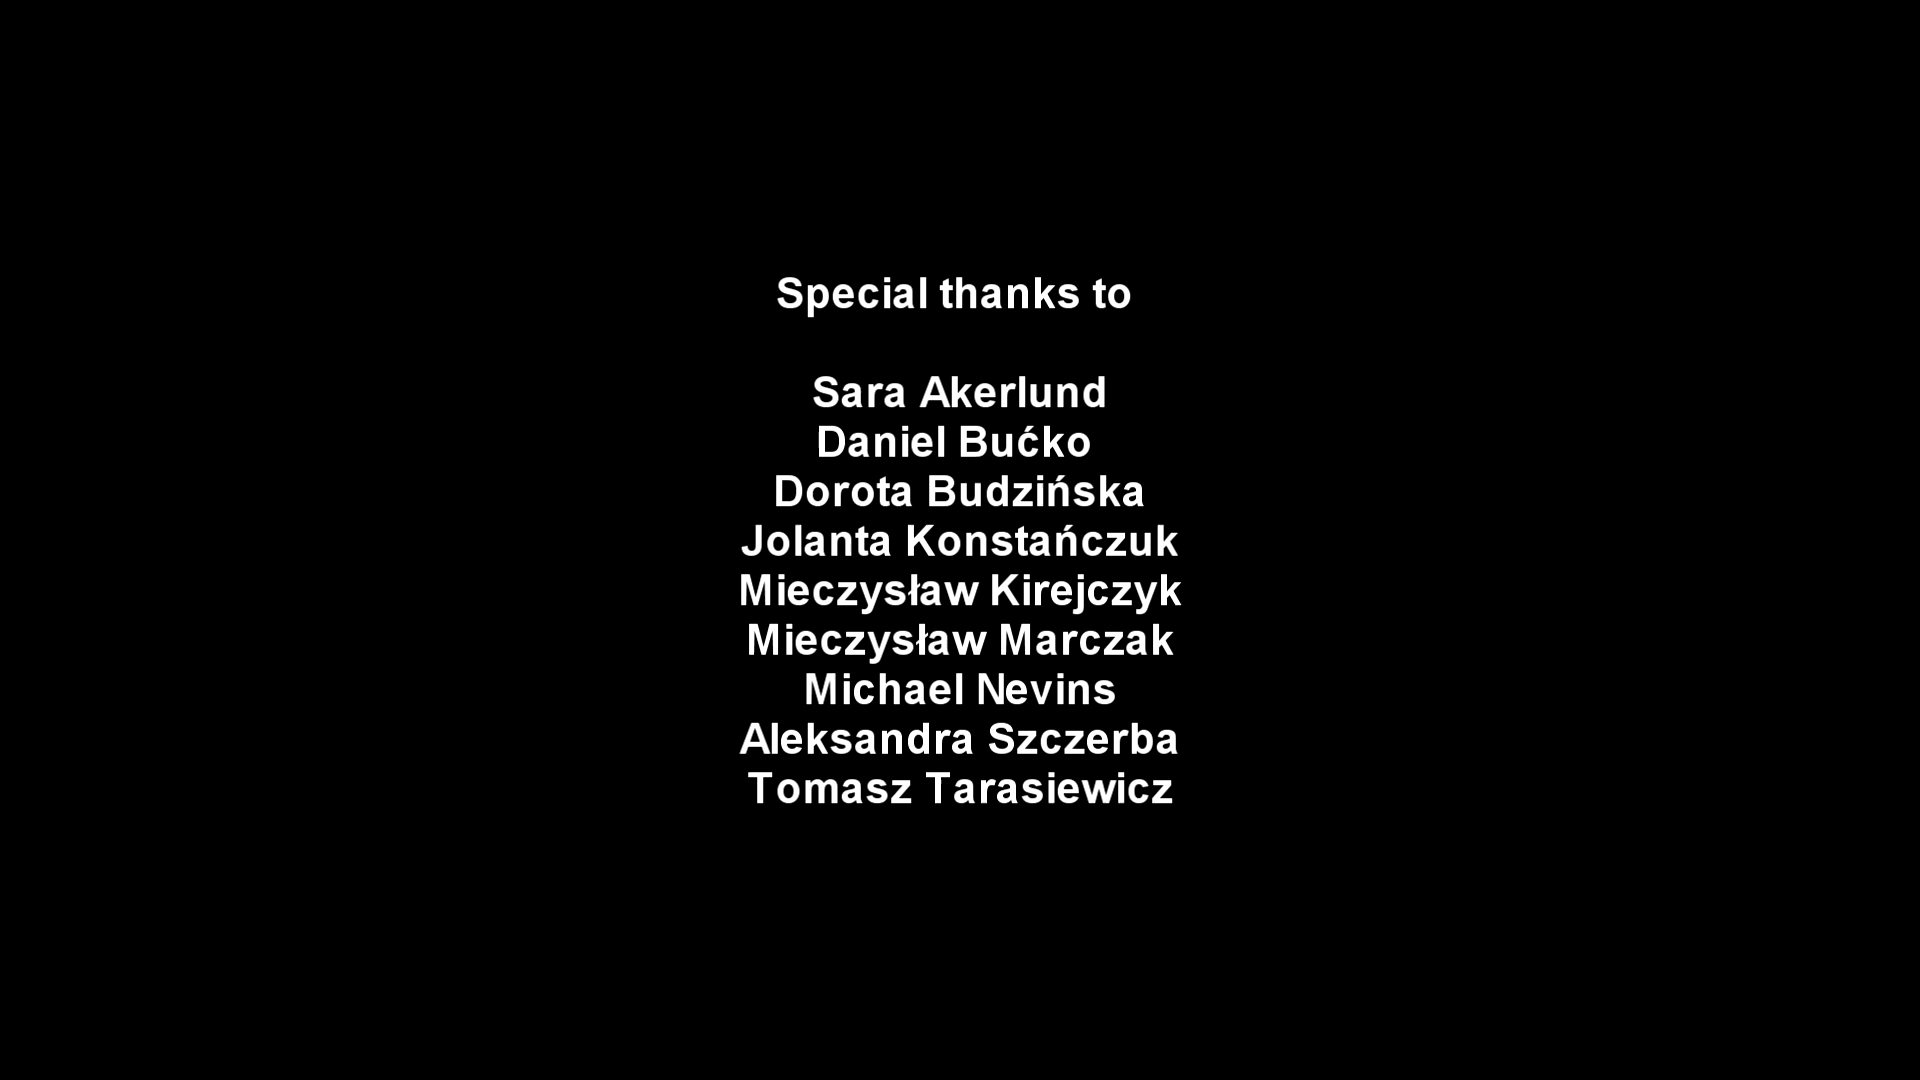 Special thanks to
Sara Akerlund
Daniel Bućko
Dorota Budzińska
Jolanta Konstańczuk
Mieczysław Kirejczyk
Mieczysław Marczak
Michael Nevins
Aleksandra Szczerba
Tomasz Tarasiewicz